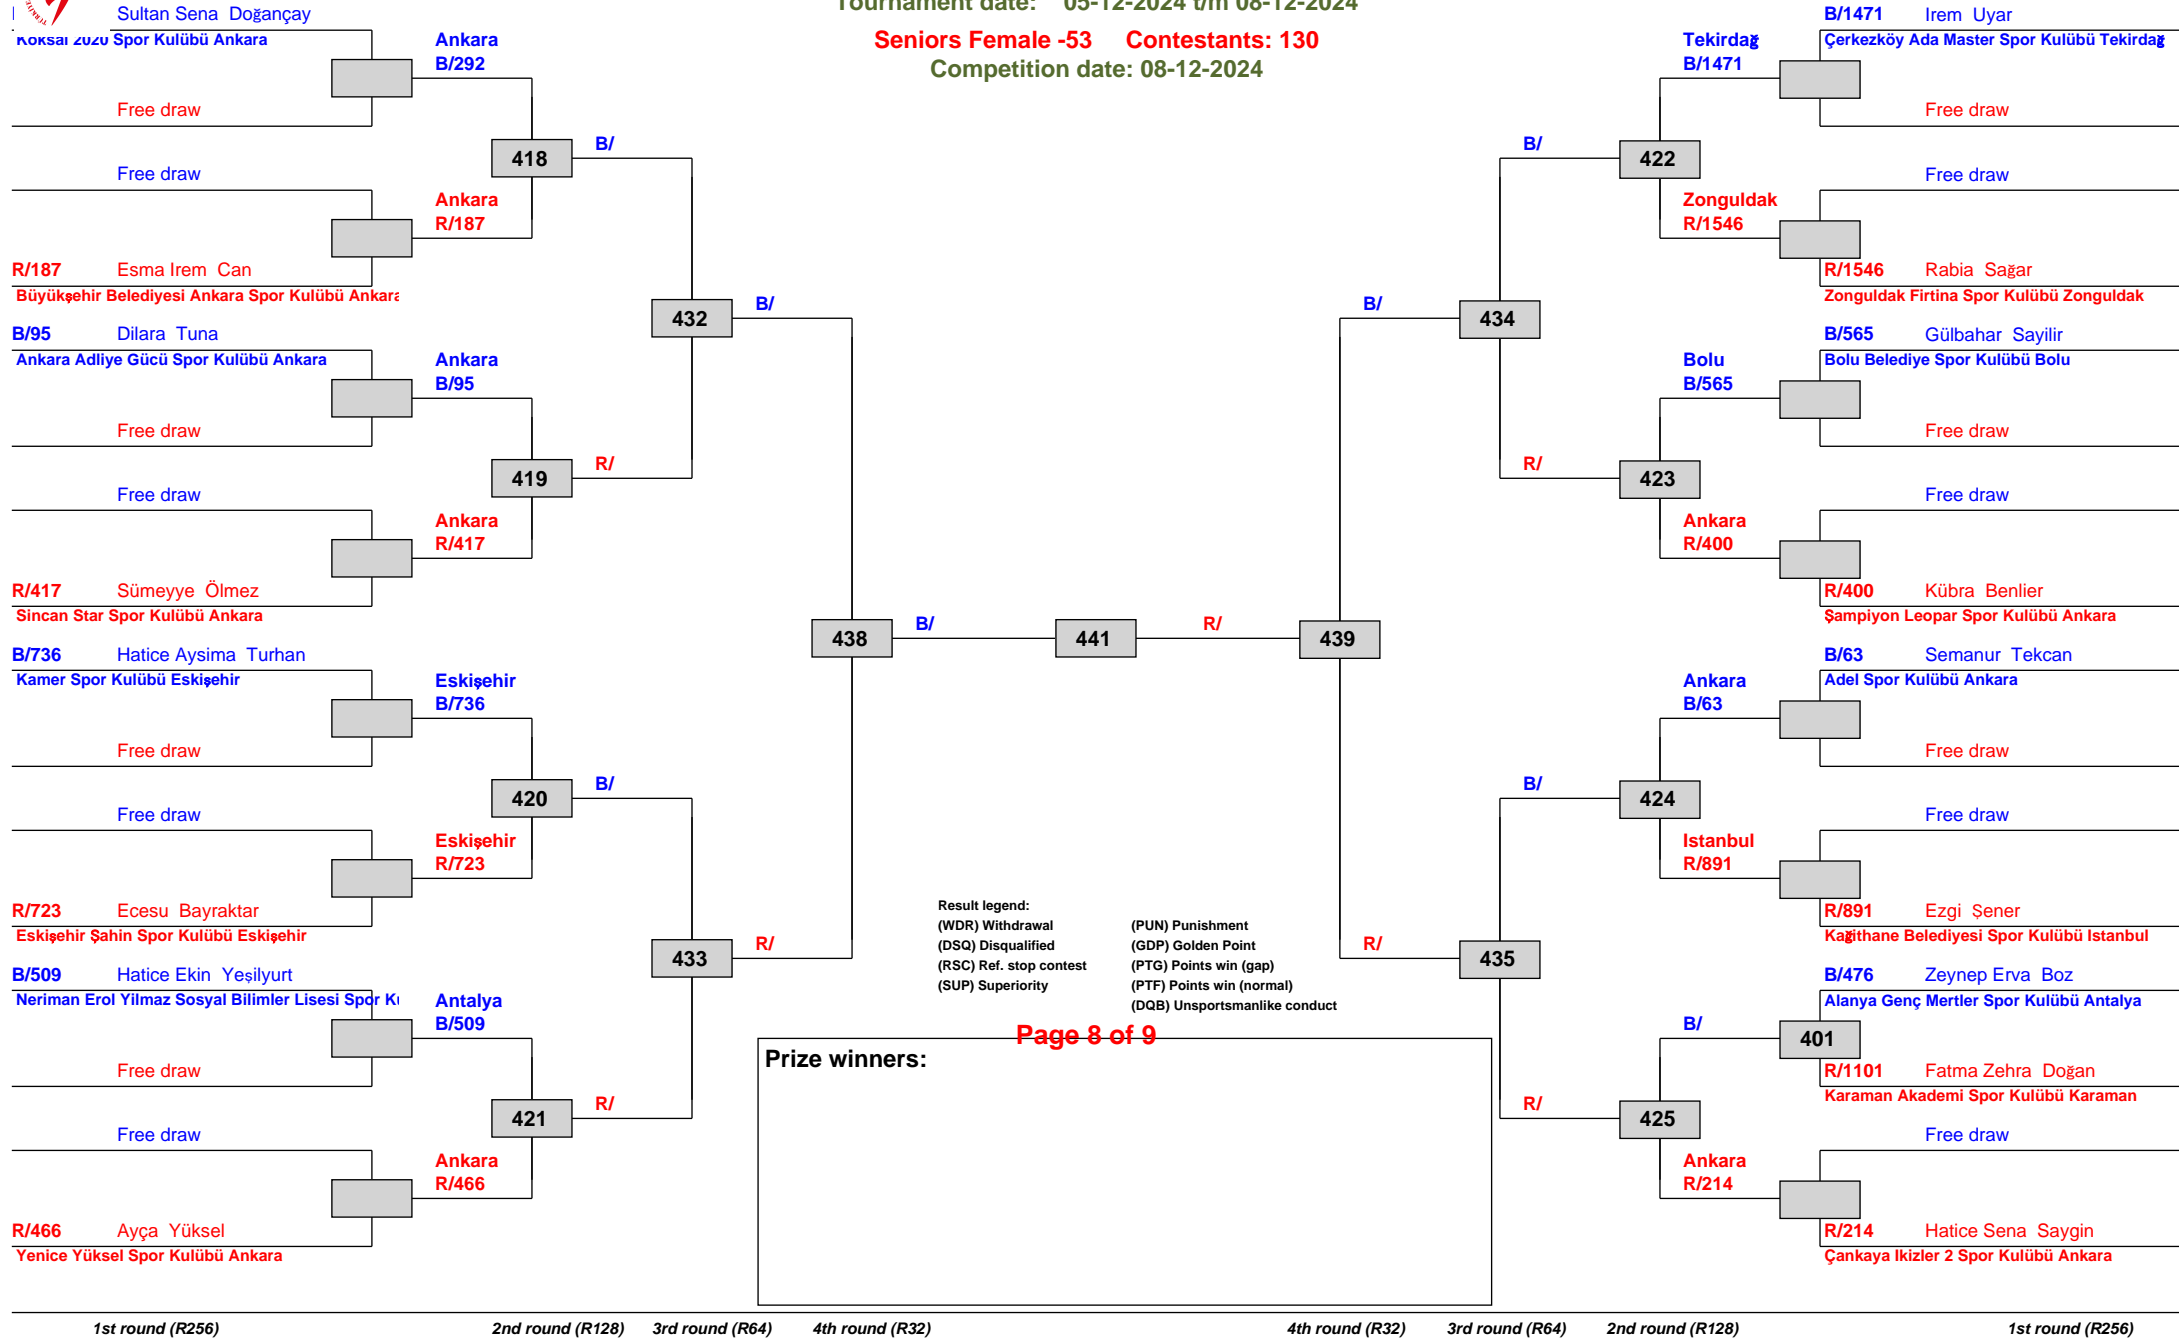 Tournament date: 05-12-2024 t/m 08-12-2024
Seniors Female -53 Contestants: 130
Competition date: 08-12-2024
Sultan Sena Doğançay
Köksal 2020 Spor Kulübü Ankara
Ankara
B/292
Free draw
418
B/
Free draw
Ankara
R/187
R/187 Esma Irem Can
Büyükşehir Belediyesi Ankara Spor Kulübü Ankara
432
B/
B/95 Dilara Tuna
Ankara Adliye Gücü Spor Kulübü Ankara
Ankara
B/95
Free draw
419
R/
Free draw
Ankara
R/417
R/417 Sümeyye Ölmez
Sincan Star Spor Kulübü Ankara
438
B/
B/736 Hatice Aysima Turhan
Kamer Spor Kulübü Eskişehir
Eskişehir
B/736
Free draw
420
B/
Free draw
Eskişehir
R/723
R/723 Ecesu Bayraktar
Eskişehir Şahin Spor Kulübü Eskişehir
433
R/
B/509 Hatice Ekin Yeşilyurt
Neriman Erol Yilmaz Sosyal Bilimler Lisesi Spor
Antalya
B/509
Free draw
421
R/
Free draw
Ankara
R/466
R/466 Ayça Yüksel
Yenice Yüksel Spor Kulübü Ankara
441
R/
B/1471 Irem Uyar
Çerkezköy Ada Master Spor Kulübü Tekirdağ
Tekirdağ
B/1471
Free draw
B/
422
Free draw
Zonguldak
R/1546
R/1546 Rabia Sağar
Zonguldak Firtina Spor Kulübü Zonguldak
B/
434
B/565 Gülbahar Sayilir
Bolu Belediye Spor Kulübü Bolu
Bolu
B/565
Free draw
R/
423
Free draw
Ankara
R/400
R/400 Kübra Benlier
Şampiyon Leopar Spor Kulübü Ankara
439
B/63 Semanur Tekcan
Adel Spor Kulübü Ankara
Ankara
B/63
Free draw
B/
424
Free draw
Istanbul
R/891
R/891 Ezgi Şener
Kağithane Belediyesi Spor Kulübü Istanbul
R/
435
B/476 Zeynep Erva Boz
Alanya Genç Mertler Spor Kulübü Antalya
B/
401
R/1101 Fatma Zehra Doğan
Karaman Akademi Spor Kulübü Karaman
R/
425
Free draw
Ankara
R/214
R/214 Hatice Sena Saygin
Çankaya Ikizler 2 Spor Kulübü Ankara
Result legend:
(WDR) Withdrawal (PUN) Punishment
(DSQ) Disqualified (GDP) Golden Point
(RSC) Ref. stop contest (PTG) Points win (gap)
(SUP) Superiority (PTF) Points win (normal)
(DQB) Unsportsmanlike conduct
Page 8 of 9
Prize winners:
1st round (R256) 2nd round (R128) 3rd round (R64) 4th round (R32) 4th round (R32) 3rd round (R64) 2nd round (R128) 1st round (R256)